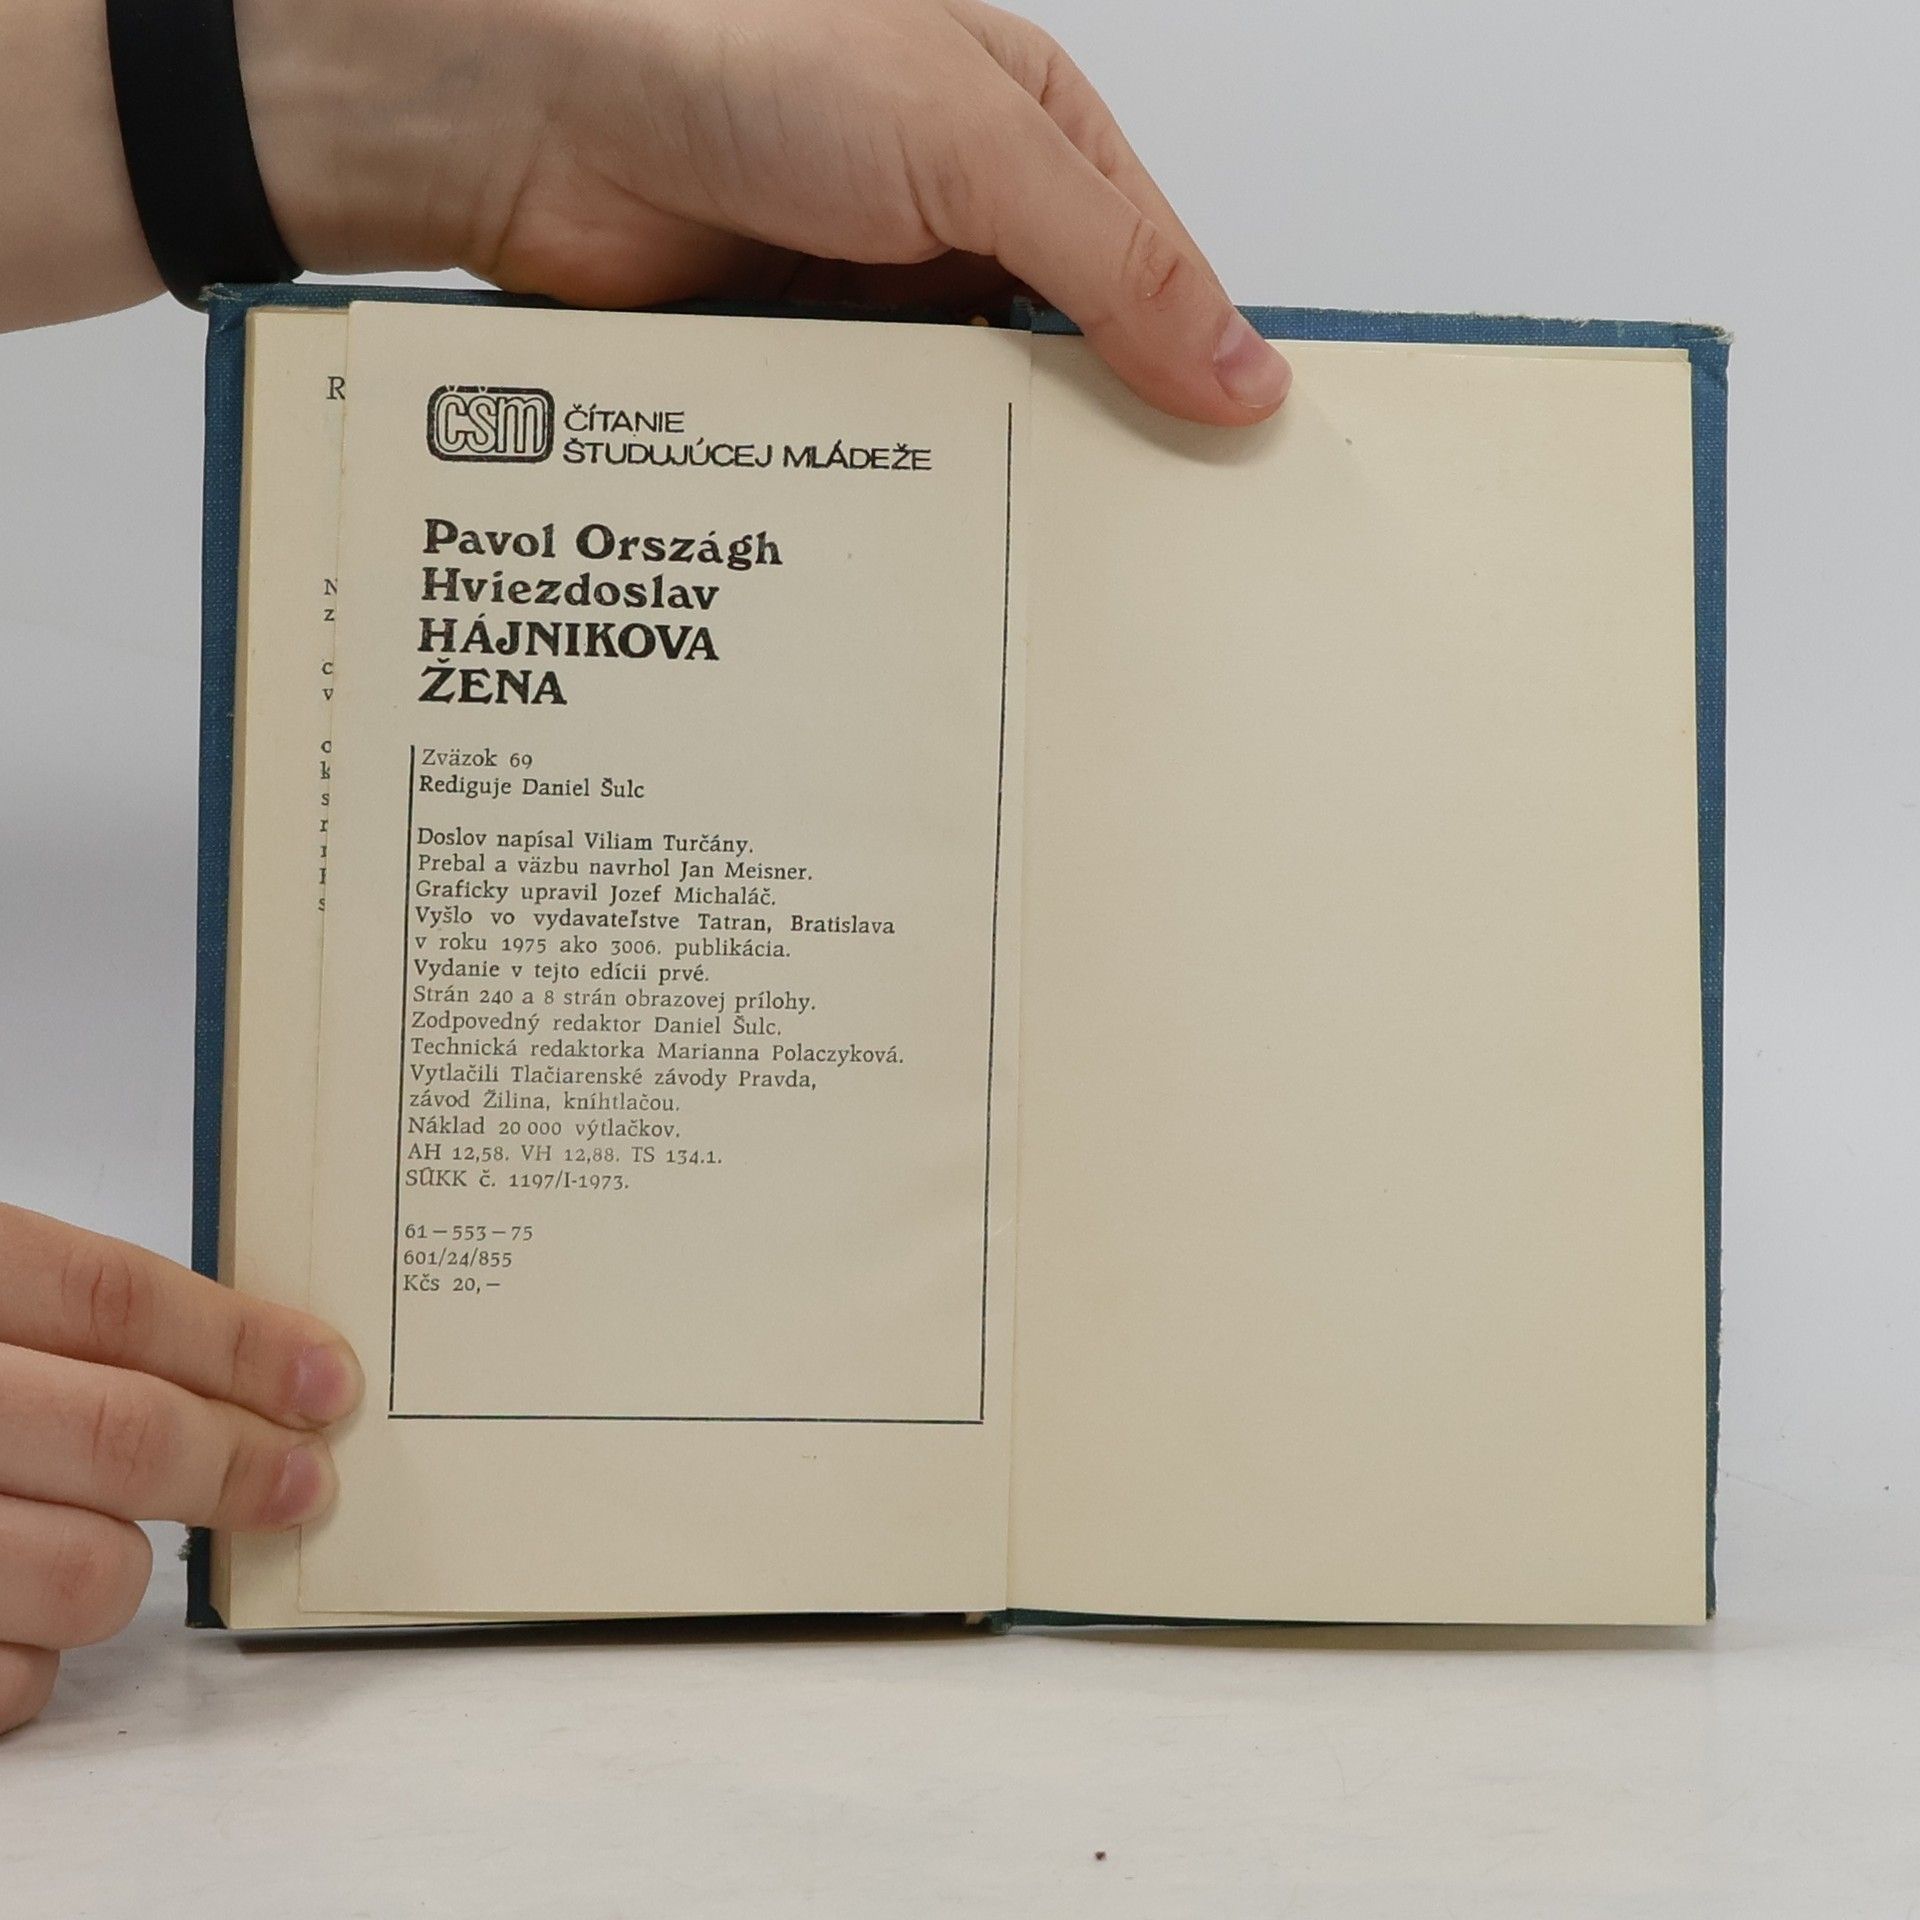 čsm ČÍTANIE
ŠTUDUJÚCEJ MLÁDEŽE
Pavol Országh
Hviezdoslav
HÁJNIKOVA
ŽENA
Zväzok 69
Rediguje Daniel Šulc
Doslov napísal Viliam Turčány.
Prebal a väzbu navrhol Jan Meisner.
Graficky upravil Jozef Michaláč.
Vyšlo vo vydavateľstve Tatran, Bratislava
v roku 1975 ako 3006. publikácia.
Vydanie v tejto edícii prvé.
Strán 240 a 8 strán obrazovej prílohy.
Zodpovedný redaktor Daniel Šulc.
Technická redaktorka Marianna Polaczyková.
Vytlačili Tlačiarenské závody Pravda,
závod Žilina, kníhtlačou.
Náklad 20 000 výtlačkov.
AH 12,58. VH 12,88. TS 134.1.
SÚKK č. 1197/I-1973.
61 — 553 — 75
601/24/855
Kčs 20,—